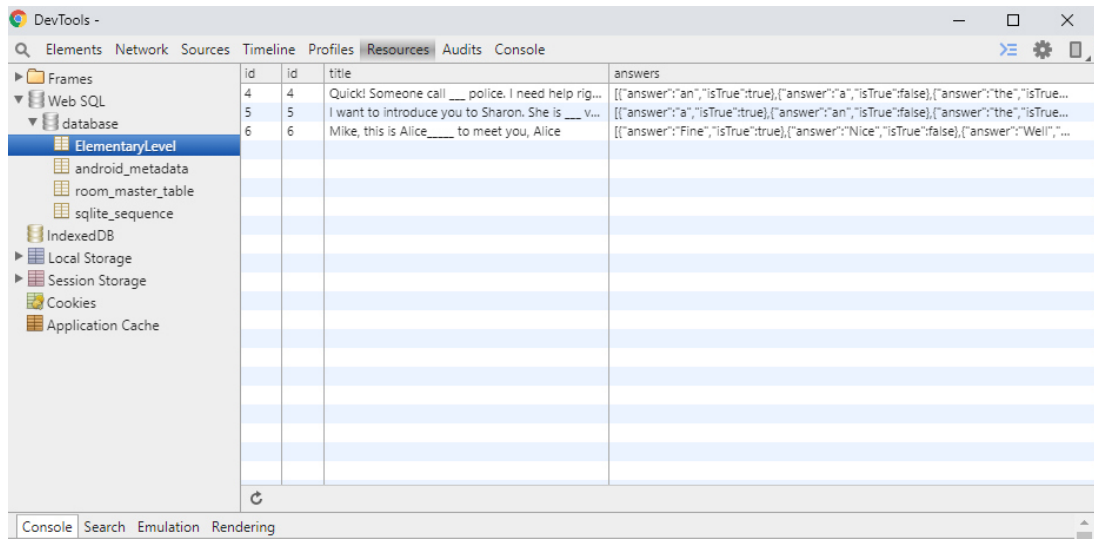 DevTools -
Elements Network Sources Timeline Profiles Resources Audits Console
Frames
Web SQL
database
ElementaryLevel
android_metadata
room_master_table
sqlite_sequence
IndexedDB
Local Storage
Session Storage
Cookies
Application Cache
id id title answers
4 4 Quick! Someone call ___ police. I need help rig... [{"answer":"an","isTrue":true},{"answer":"a","isTrue":false},{"answer":"the","isTrue...
5 5 I want to introduce you to Sharon. She is ___ v... [{"answer":"a","isTrue":true},{"answer":"an","isTrue":false},{"answer":"the","isTrue...
6 6 Mike, this is Alice_____ to meet you, Alice [{"answer":"Fine","isTrue":true},{"answer":"Nice","isTrue":false},{"answer":"Well","...
Console Search Emulation Rendering